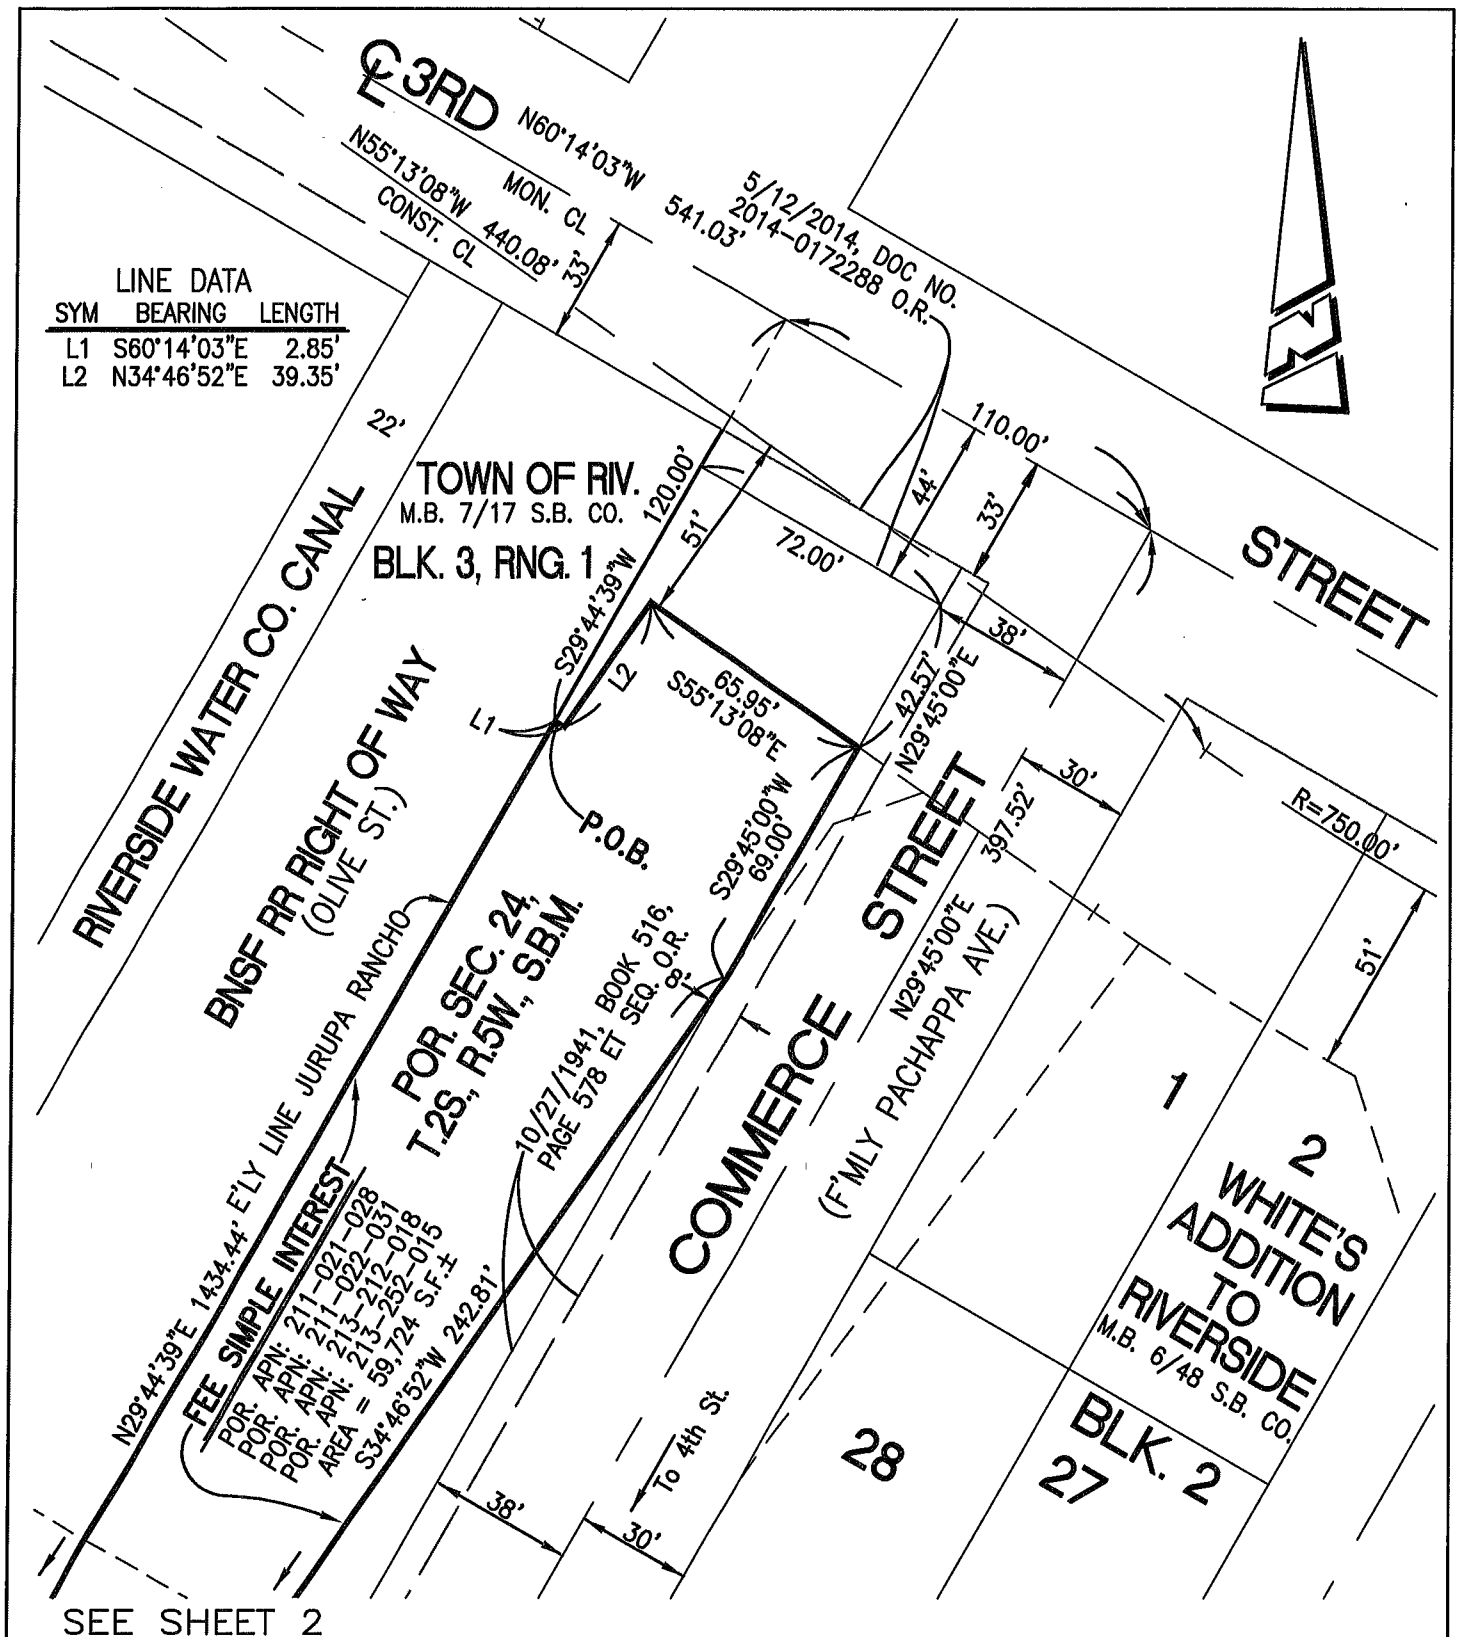 ℄ 3RD
N60°14'03"W 541.03'
MON. CL
N55°13'08"W 440.08'
CONST. CL
33'
5/12/2014, DOC NO.
2014-0172288 O.R.
LINE DATA
SYM BEARING LENGTH
L1 S60°14'03"E 2.85'
L2 N34°46'52"E 39.35'
22'
TOWN OF RIV.
M.B. 7/17 S.B. CO.
BLK. 3, RNG. 1
S29°44'39"W 120.00'
51'
72.00'
44'
110.00'
33'
STREET
38'
42.57'
N29°45'00"E
L2
65.95'
S55°13'08"E
L1
P.O.B.
S29°45'00"W
69.00'
30'
R=750.00'
51'
RIVERSIDE WATER CO. CANAL
BNSF RR RIGHT OF WAY
(OLIVE ST.)
N29°44'39"E 1434.44' E'LY LINE JURUPA RANCHO
POR. SEC. 24,
T.2S., R.5W., S.B.M.
10/27/1941, BOOK 516,
PAGE 578 ET SEQ. O.R.
8'
COMMERCE STREET
N29°45'00"E 397.52'
(F'MLY PACHAPPA AVE.)
FEE SIMPLE INTEREST
POR. APN: 211-021-028
POR. APN: 211-022-031
POR. APN: 213-212-018
POR. APN: 213-252-015
AREA = 59,724 S.F.±
S34°46'52"W 242.81'
1
2
WHITE'S
ADDITION
TO
RIVERSIDE
M.B. 6/48 S.B. CO.
BLK. 2
28
27
To 4th St.
38'
30'
SEE SHEET 2